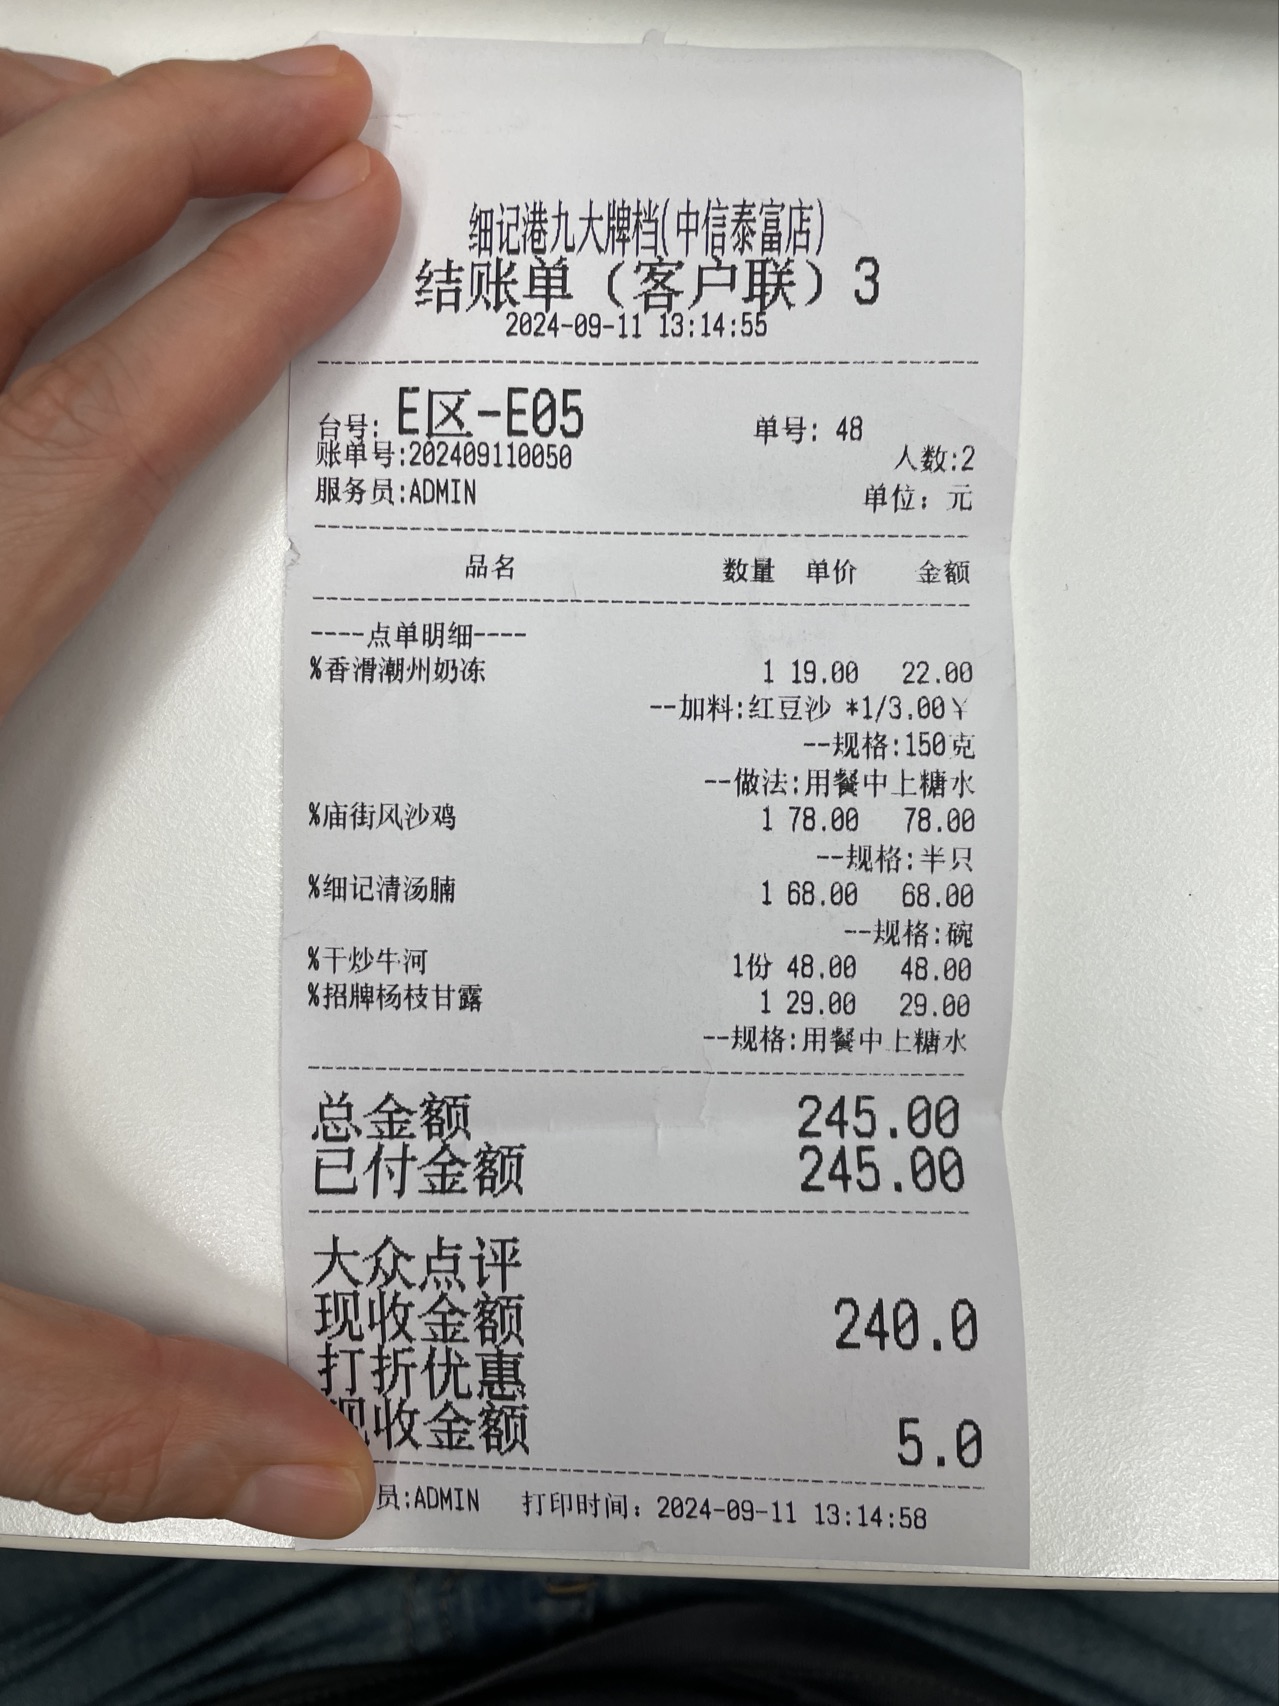 细记港九大牌档(中信泰富店)
结账单（客户联）3
2024-09-11 13:14:55
台号: E区-E05 单号: 48
账单号:202409110050 人数:2
服务员:ADMIN 单位: 元
品名 数量 单价 金额
----点单明细----
%香滑潮州奶冻 1 19.00 22.00
--加料:红豆沙 *1/3.00¥
--规格:150克
--做法:用餐中上糖水
%庙街风沙鸡 1 78.00 78.00
--规格:半只
%细记清汤腩 1 68.00 68.00
--规格:碗
%干炒牛河 1份 48.00 48.00
%招牌杨枝甘露 1 29.00 29.00
--规格:用餐中上糖水
总金额 245.00
已付金额 245.00
大众点评
现收金额 240.0
打折优惠
现收金额 5.0
员:ADMIN 打印时间: 2024-09-11 13:14:58